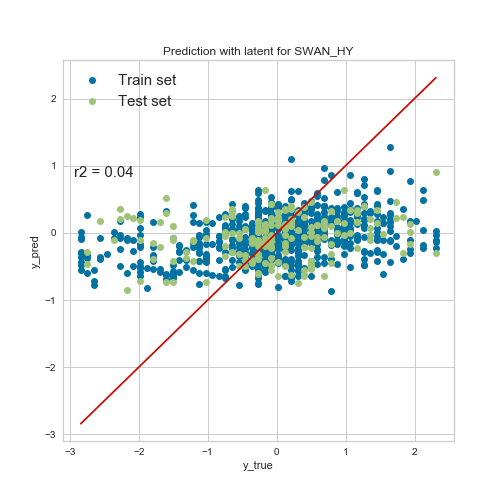 Prediction with latent for SWAN_HY
Train set
Test set
r2 = 0.04
2
1
0
−1
−2
−3
y_pred
−3
−2
−1
0
1
2
y_true